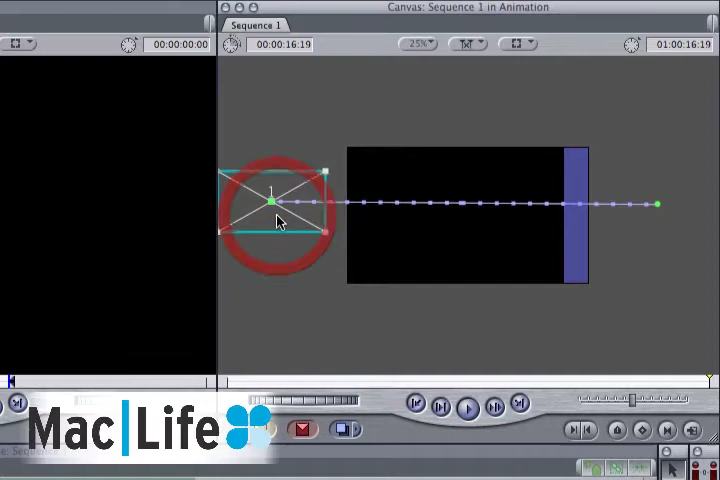 Canvas: Sequence 1 in Animation
Sequence 1
00:00:00:00
00:00:16:19
25%
01:00:16:19
1
Mac|Life